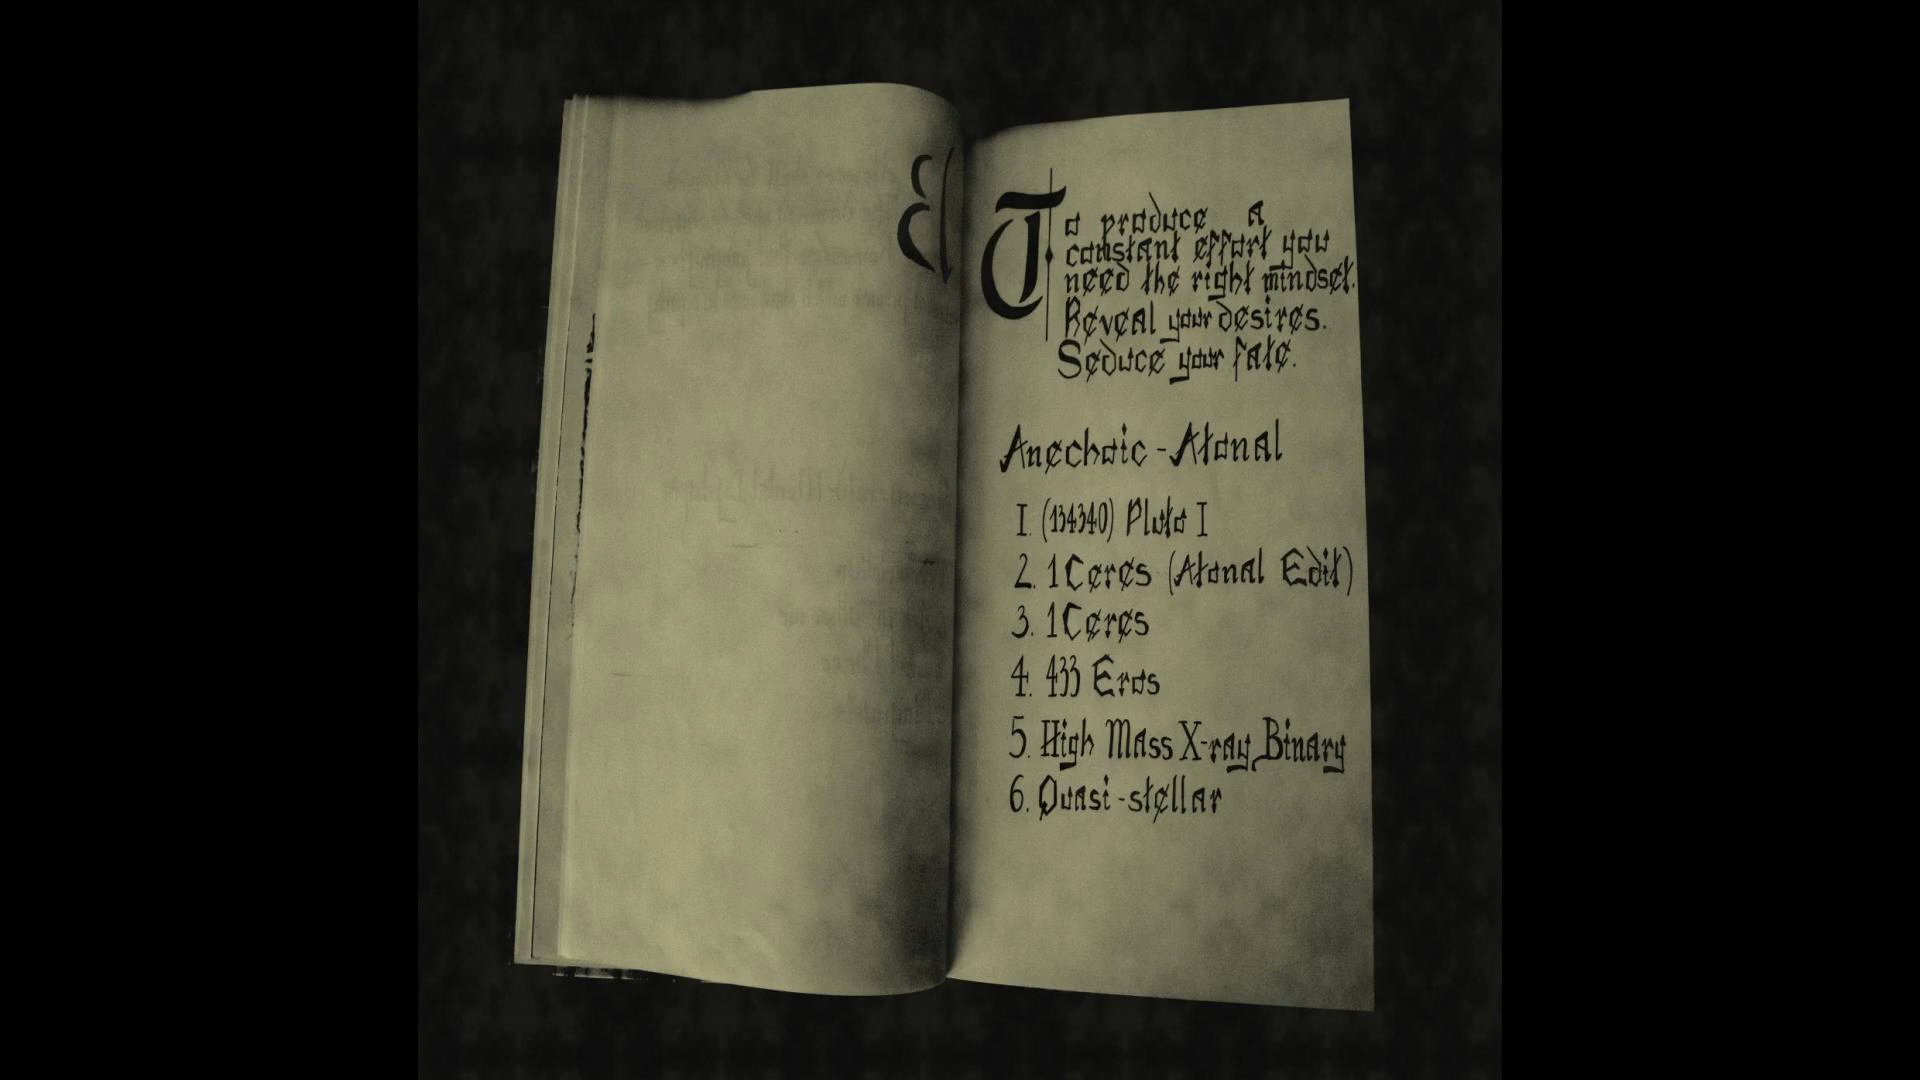 To produce a
constant effort you
need the right mindset.
Reveal your desires.
Seduce your fate.
Anechoic-Atonal
1. (134340) Pluto I
2. 1 Ceres (Atonal Edit)
3. 1 Ceres
4. 433 Eros
5. High Mass X-ray Binary
6. Quasi-stellar